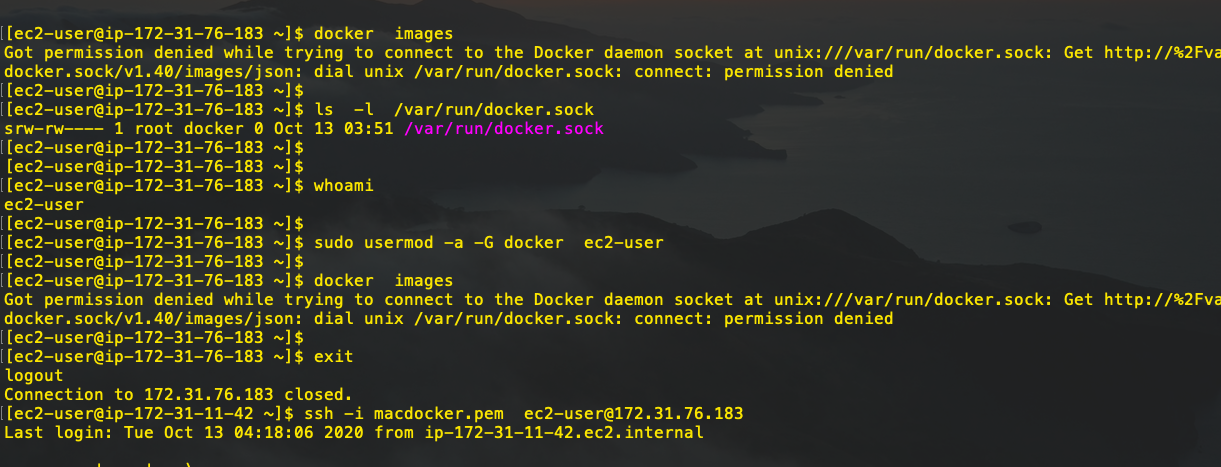 [[ec2-user@ip-172-31-76-183 ~]$ docker  images
Got permission denied while trying to connect to the Docker daemon socket at unix:///var/run/docker.sock: Get http://%2Fva
docker.sock/v1.40/images/json: dial unix /var/run/docker.sock: connect: permission denied
[[ec2-user@ip-172-31-76-183 ~]$
[[ec2-user@ip-172-31-76-183 ~]$ ls  -l  /var/run/docker.sock
srw-rw---- 1 root docker 0 Oct 13 03:51 /var/run/docker.sock
[[ec2-user@ip-172-31-76-183 ~]$
[ec2-user@ip-172-31-76-183 ~]$
[[ec2-user@ip-172-31-76-183 ~]$ whoami
ec2-user
[[ec2-user@ip-172-31-76-183 ~]$
[[ec2-user@ip-172-31-76-183 ~]$ sudo usermod -a -G docker  ec2-user
[[ec2-user@ip-172-31-76-183 ~]$
[[ec2-user@ip-172-31-76-183 ~]$ docker  images
Got permission denied while trying to connect to the Docker daemon socket at unix:///var/run/docker.sock: Get http://%2Fva
docker.sock/v1.40/images/json: dial unix /var/run/docker.sock: connect: permission denied
[[ec2-user@ip-172-31-76-183 ~]$
[[ec2-user@ip-172-31-76-183 ~]$ exit
logout
Connection to 172.31.76.183 closed.
[[ec2-user@ip-172-31-11-42 ~]$ ssh -i macdocker.pem  ec2-user@172.31.76.183
Last login: Tue Oct 13 04:18:06 2020 from ip-172-31-11-42.ec2.internal